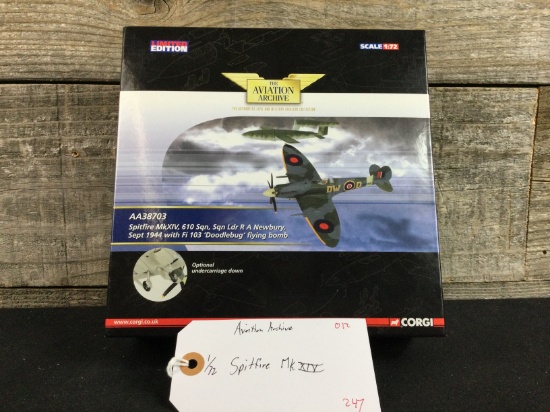 LIMITED
EDITION
SCALE 1:72
THE
AVIATION
ARCHIVE
AA38703
Spitfire MkXIV, 610 Sqn, Sqn Ldr R A Newbury
Sept 1944 with Fi 103 'Doodlebug' flying bomb
DW D
Optional
undercarriage down
www.corgi.co.uk
CORGI
Aviation Archive
1/72 Spitfire MK XIV
247